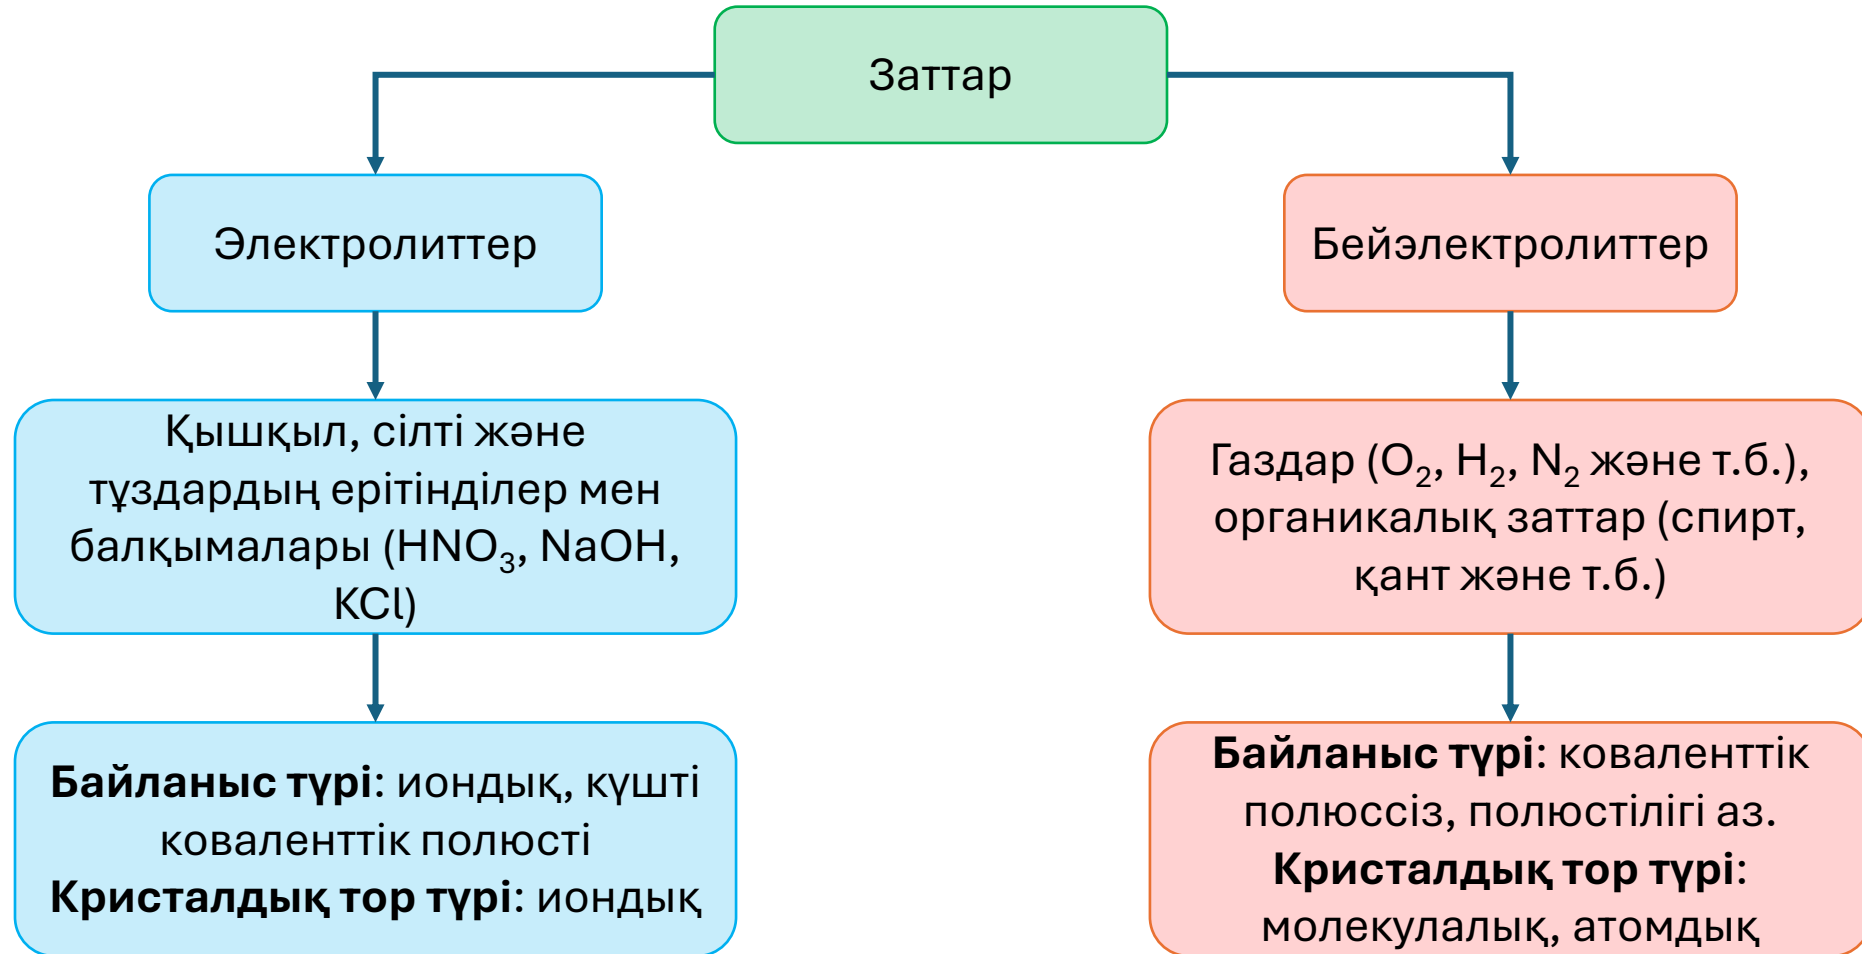 Заттар
Электролиттер
Бейэлектролиттер
Қышқыл, сілті және
тұздардың ерітінділер мен
балқымалары (HNO₃, NaOH,
KCl)
Газдар (O₂, H₂, N₂ және т.б.),
органикалық заттар (спирт,
қант және т.б.)
Байланыс түрі: иондық, күшті
коваленттік полюсті
Кристалдық тор түрі: иондық
Байланыс түрі: коваленттік
полюссіз, полюстілігі аз.
Кристалдық тор түрі:
молекулалық, атомдық